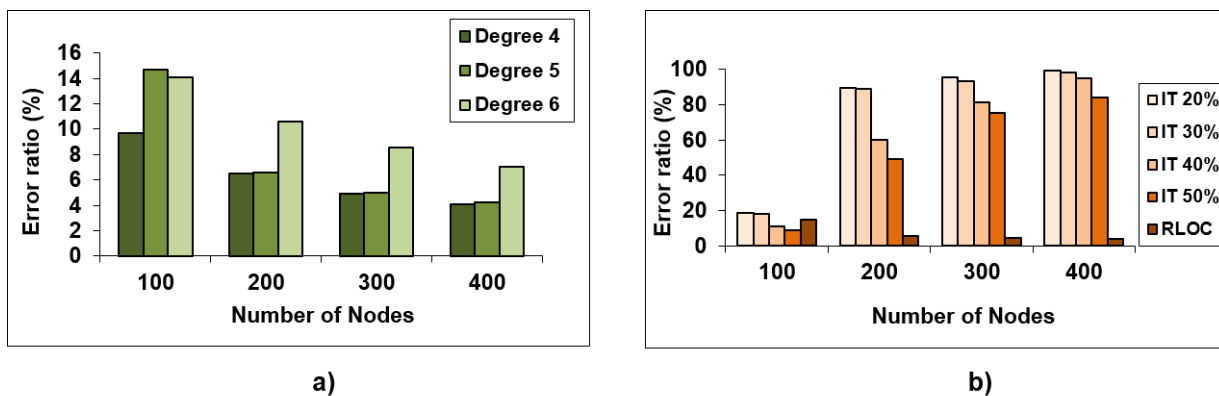 16
14
12
10
8
6
4
2
0
Error ratio (%)
100 200 300 400
Number of Nodes
Degree 4
Degree 5
Degree 6
a)
100
80
60
40
20
0
Error ratio (%)
100 200 300 400
Number of Nodes
IT 20%
IT 30%
IT 40%
IT 50%
RLOC
b)